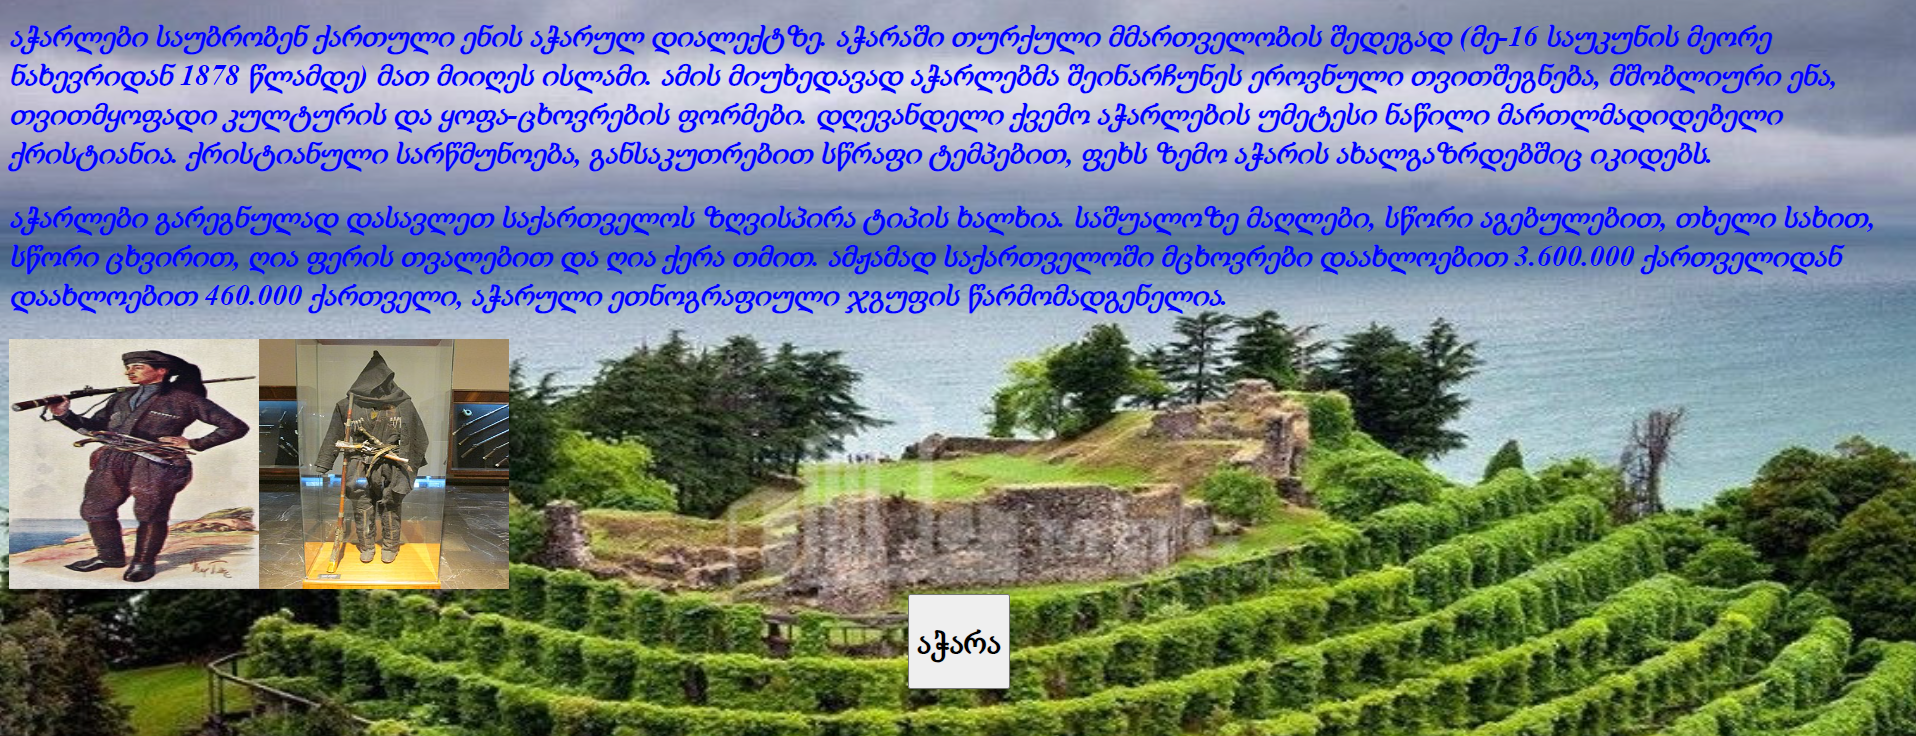 აჭარლები საუბრობენ ქართული ენის აჭარულ დიალექტზე. აჭარაში თურქული მმართველობის შედეგად (მე-16 საუკუნის მეორე
ნახევრიდან 1878 წლამდე) მათ მიიღეს ისლამი. ამის მიუხედავად აჭარლებმა შეინარჩუნეს ეროვნული თვითშეგნება, მშობლიური ენა,
თვითმყოფადი კულტურის და ყოფა-ცხოვრების ფორმები. დღევანდელი ქვემო აჭარლების უმეტესი ნაწილი მართლმადიდებელი
ქრისტიანია. ქრისტიანული სარწმუნოება, განსაკუთრებით სწრაფი ტემპებით, ფეხს ზემო აჭარის ახალგაზრდებშიც იკიდებს.
აჭარლები გარეგნულად დასავლეთ საქართველოს ზღვისპირა ტიპის ხალხია. საშუალოზე მაღლები, სწორი აგებულებით, თხელი სახით,
სწორი ცხვირით, ღია ფერის თვალებით და ღია ქერა თმით. ამჟამად საქართველოში მცხოვრები დაახლოებით 3.600.000 ქართველიდან
დაახლოებით 460.000 ქართველი, აჭარული ეთნოგრაფიული ჯგუფის წარმომადგენელია.
აჭარა